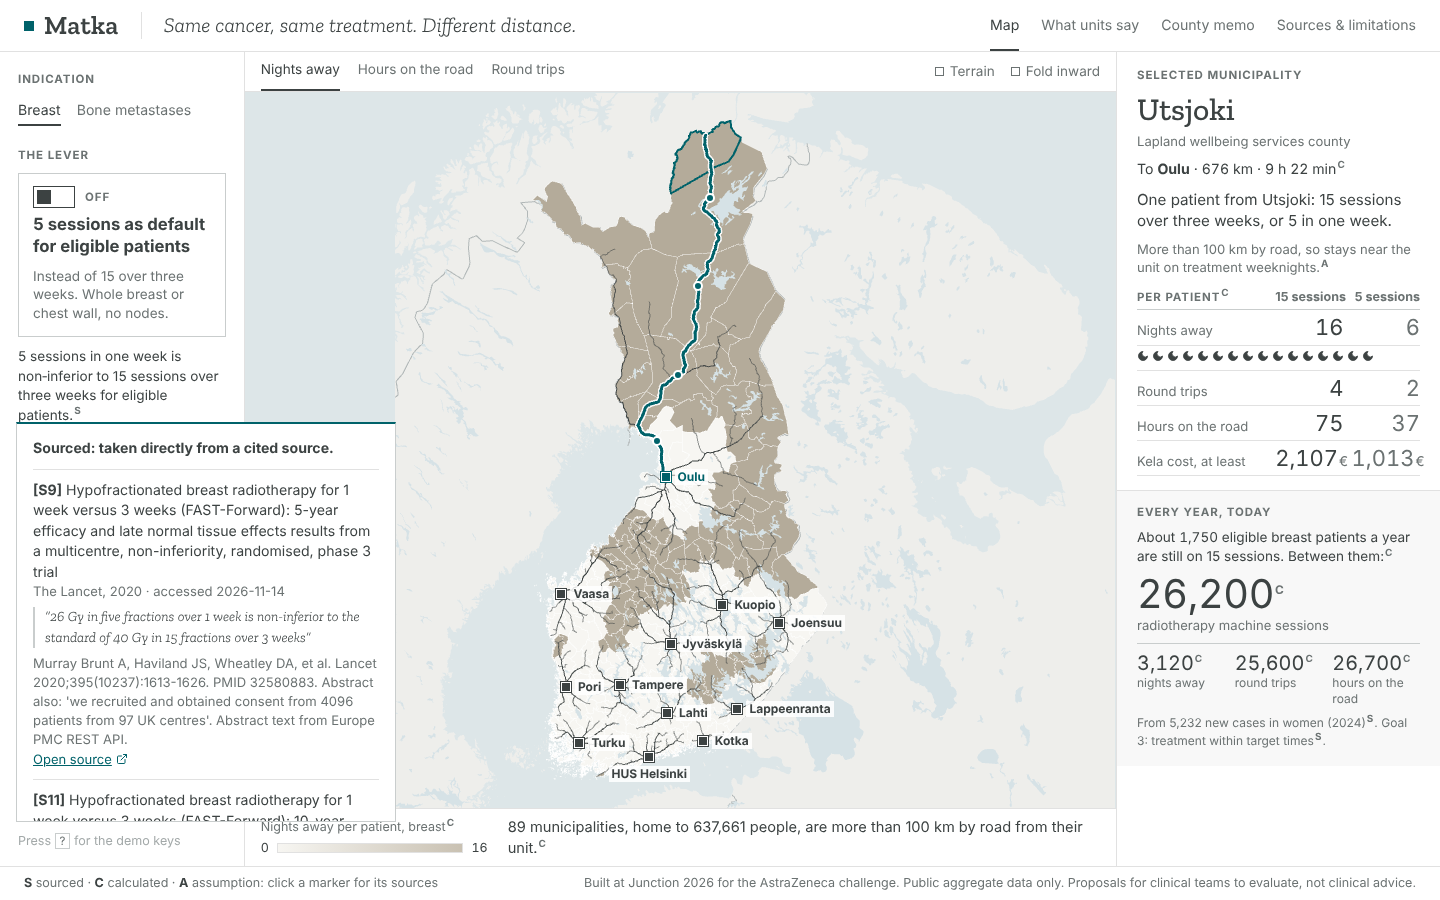 Matka
Same cancer, same treatment. Different distance.
Map
What units say
County memo
Sources & limitations
INDICATION
Breast
Bone metastases
THE LEVER
OFF
5 sessions as default
for eligible patients
Instead of 15 over three
weeks. Whole breast or
chest wall, no nodes.
5 sessions in one week is
non-inferior to 15 sessions over
three weeks for eligible
patients.S
Sourced: taken directly from a cited source.
[S9] Hypofractionated breast radiotherapy for 1
week versus 3 weeks (FAST-Forward): 5-year
efficacy and late normal tissue effects results from
a multicentre, non-inferiority, randomised, phase 3
trial
The Lancet, 2020 · accessed 2026-11-14
"26 Gy in five fractions over 1 week is non-inferior to the
standard of 40 Gy in 15 fractions over 3 weeks"
Murray Brunt A, Haviland JS, Wheatley DA, et al. Lancet
2020;395(10237):1613-1626. PMID 32580883. Abstract
also: 'we recruited and obtained consent from 4096
patients from 97 UK centres'. Abstract text from Europe
PMC REST API.
Open source
[S11] Hypofractionated breast radiotherapy for 1
week versus 3 weeks (FAST-Forward): 10-year
Press ? for the demo keys
Nights away
Hours on the road
Round trips
Terrain
Fold inward
Oulu
Vaasa
Kuopio
Joensuu
Jyväskylä
Pori
Tampere
Lahti
Lappeenranta
Turku
Kotka
HUS Helsinki
Nights away per patient, breastC
0
16
89 municipalities, home to 637,661 people, are more than 100 km by road from their
unit.C
SELECTED MUNICIPALITY
Utsjoki
Lapland wellbeing services county
To Oulu · 676 km · 9 h 22 minC
One patient from Utsjoki: 15 sessions
over three weeks, or 5 in one week.
More than 100 km by road, so stays near the
unit on treatment weeknights.A
PER PATIENTC 15 sessions 5 sessions
Nights away 16 6
Round trips 4 2
Hours on the road 75 37
Kela cost, at least 2,107€ 1,013€
EVERY YEAR, TODAY
About 1,750 eligible breast patients a year
are still on 15 sessions. Between them:C
26,200C
radiotherapy machine sessions
3,120C 25,600C 26,700C
nights away round trips hours on the
road
From 5,232 new cases in women (2024)S. Goal
3: treatment within target timesS.
S sourced · C calculated · A assumption: click a marker for its sources
Built at Junction 2026 for the AstraZeneca challenge. Public aggregate data only. Proposals for clinical teams to evaluate, not clinical advice.